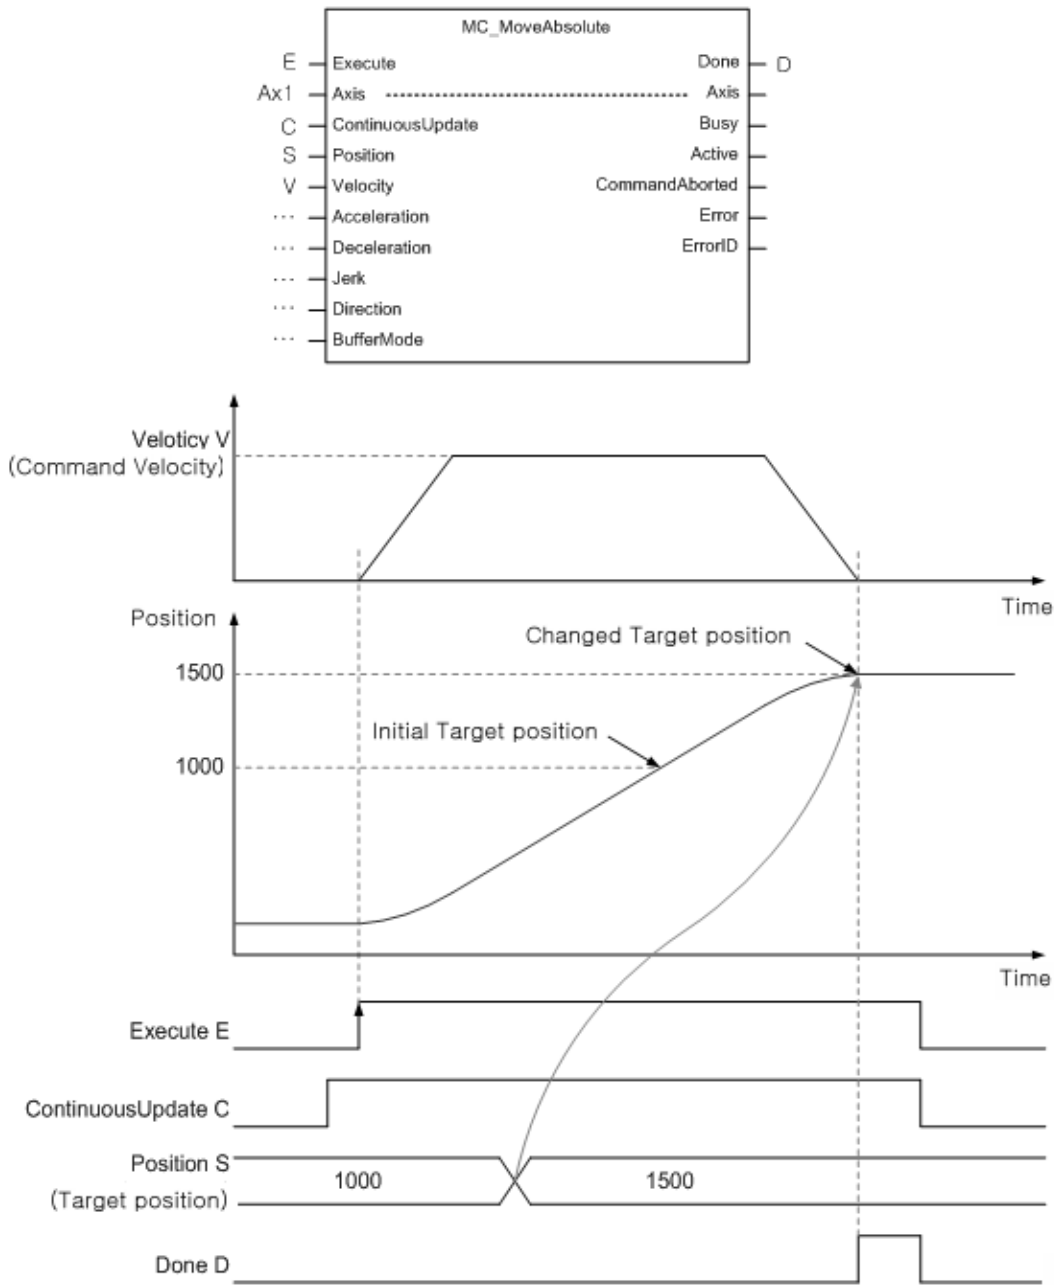 MC_MoveAbsolute
E Execute Done D
Ax1 Axis Axis
C ContinuousUpdate Busy
S Position Active
V Velocity CommandAborted
... Acceleration Error
... Deceleration ErrorID
... Jerk
... Direction
... BufferMode
Veloticy V
(Command Velocity)
Time
Position
Changed Target position
1500
Initial Target position
1000
Time
Execute E
ContinuousUpdate C
Position S
1000 1500
(Target position)
Done D